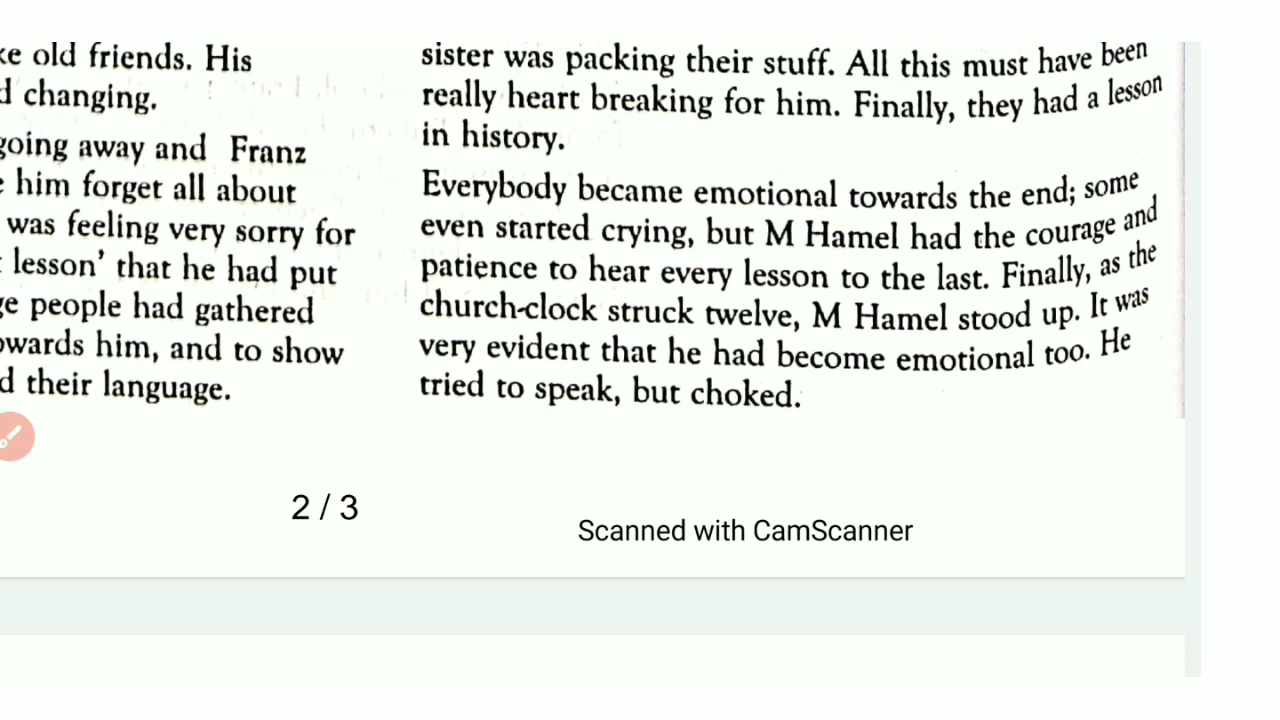 old friends. His
changing.
going away and Franz
him forget all about
was feeling very sorry for
lesson' that he had put
people had gathered
towards him, and to show
their language.
sister was packing their stuff. All this must have been
really heart breaking for him. Finally, they had a lesson
in history.
Everybody became emotional towards the end; some
even started crying, but M Hamel had the courage and
patience to hear every lesson to the last. Finally, as the
church-clock struck twelve, M Hamel stood up. It was
very evident that he had become emotional too. He
tried to speak, but choked.
2 / 3
Scanned with CamScanner